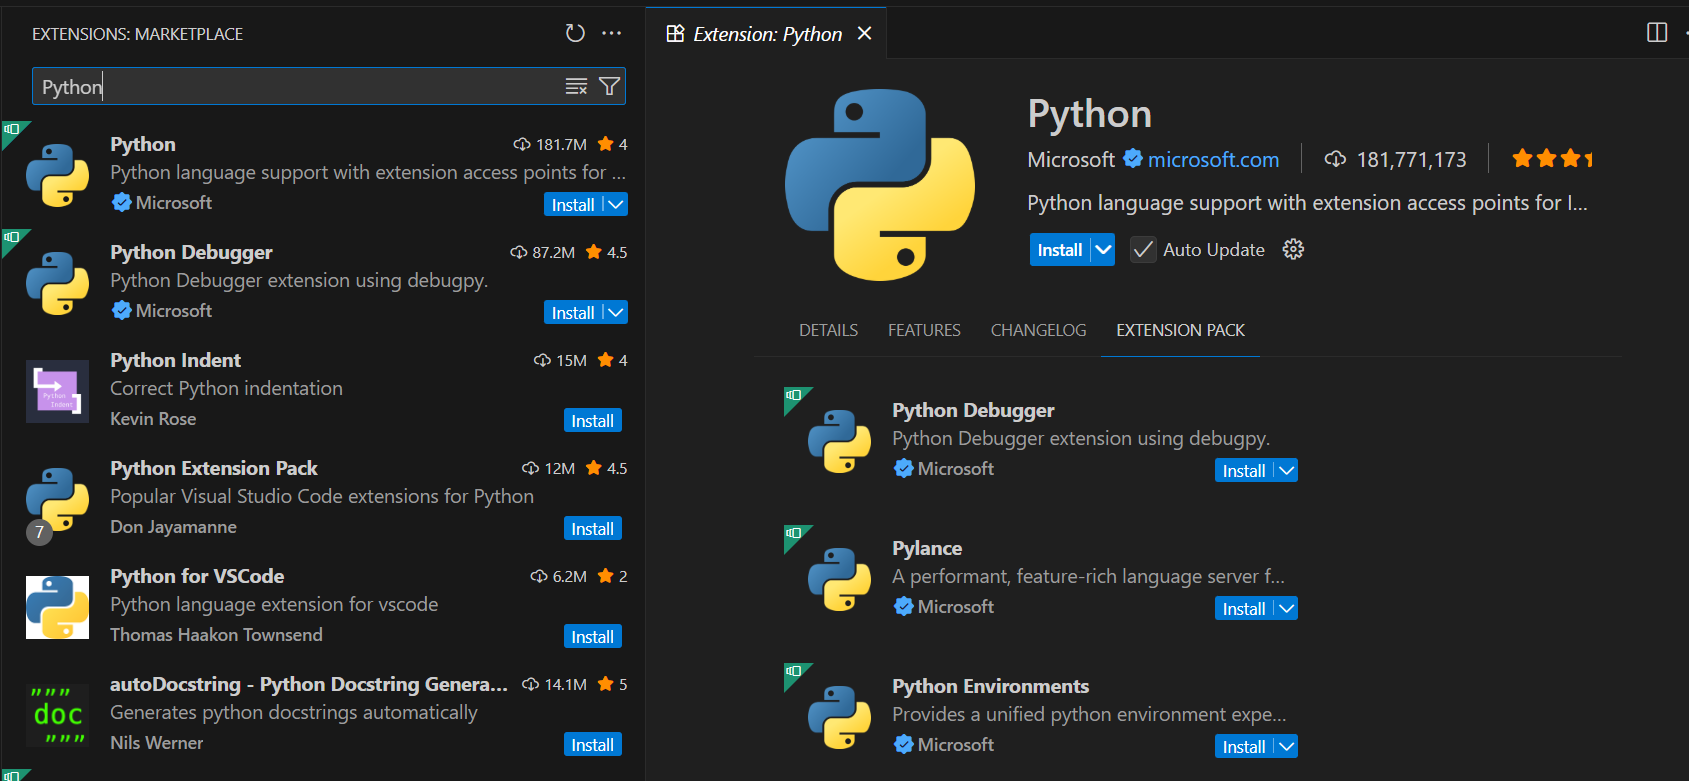 EXTENSIONS: MARKETPLACE
Python
Python 181.7M 4
Python language support with extension access points for ...
Microsoft Install
Python Debugger 87.2M 4.5
Python Debugger extension using debugpy.
Microsoft Install
Python Indent 15M 4
Correct Python indentation
Kevin Rose Install
Python Indent
Python Extension Pack 12M 4.5
Popular Visual Studio Code extensions for Python
Don Jayamanne Install
7
Python for VSCode 6.2M 2
Python language extension for vscode
Thomas Haakon Townsend Install
autoDocstring - Python Docstring Genera... 14.1M 5
Generates python docstrings automatically
Nils Werner Install
"""
doc
"""
Extension: Python
Python
Microsoft microsoft.com 181,771,173
Python language support with extension access points for I...
Install Auto Update
DETAILS FEATURES CHANGELOG EXTENSION PACK
Python Debugger
Python Debugger extension using debugpy.
Microsoft Install
Pylance
A performant, feature-rich language server f...
Microsoft Install
Python Environments
Provides a unified python environment expe...
Microsoft Install